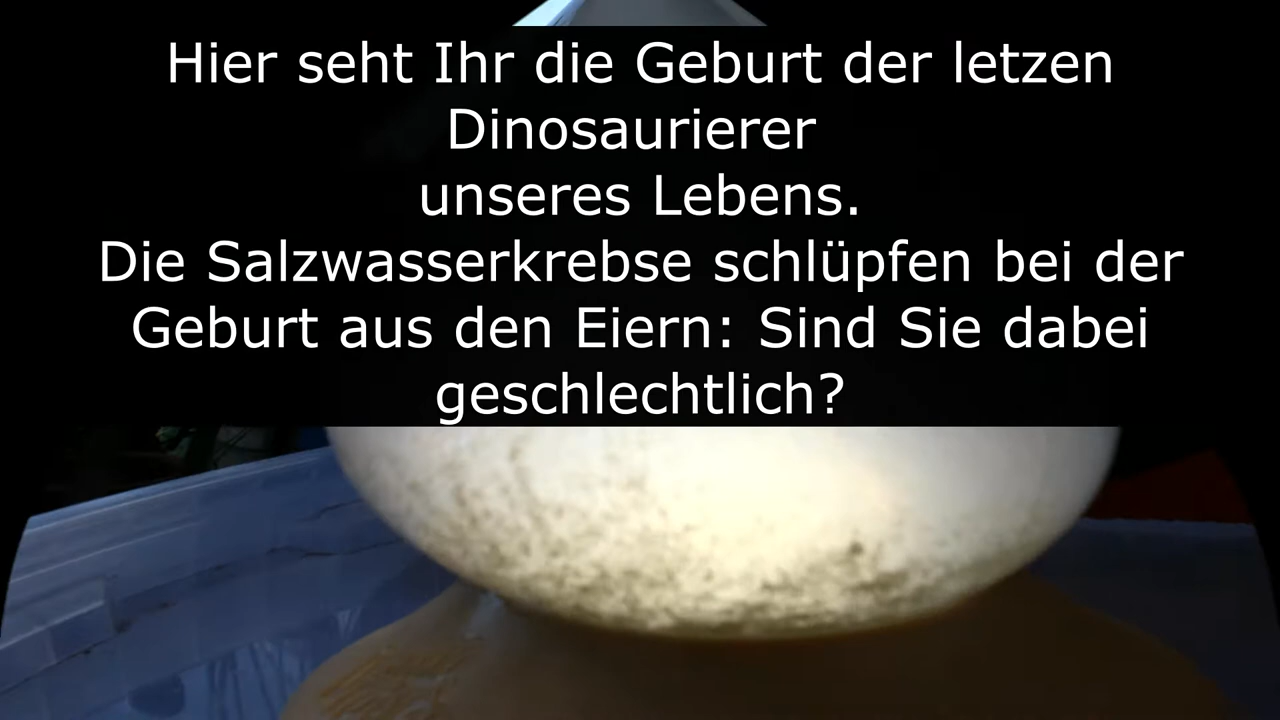 Hier seht Ihr die Geburt der letzen
Dinosaurierer
unseres Lebens.
Die Salzwasserkrebse schlüpfen bei der
Geburt aus den Eiern: Sind Sie dabei
geschlechtlich?